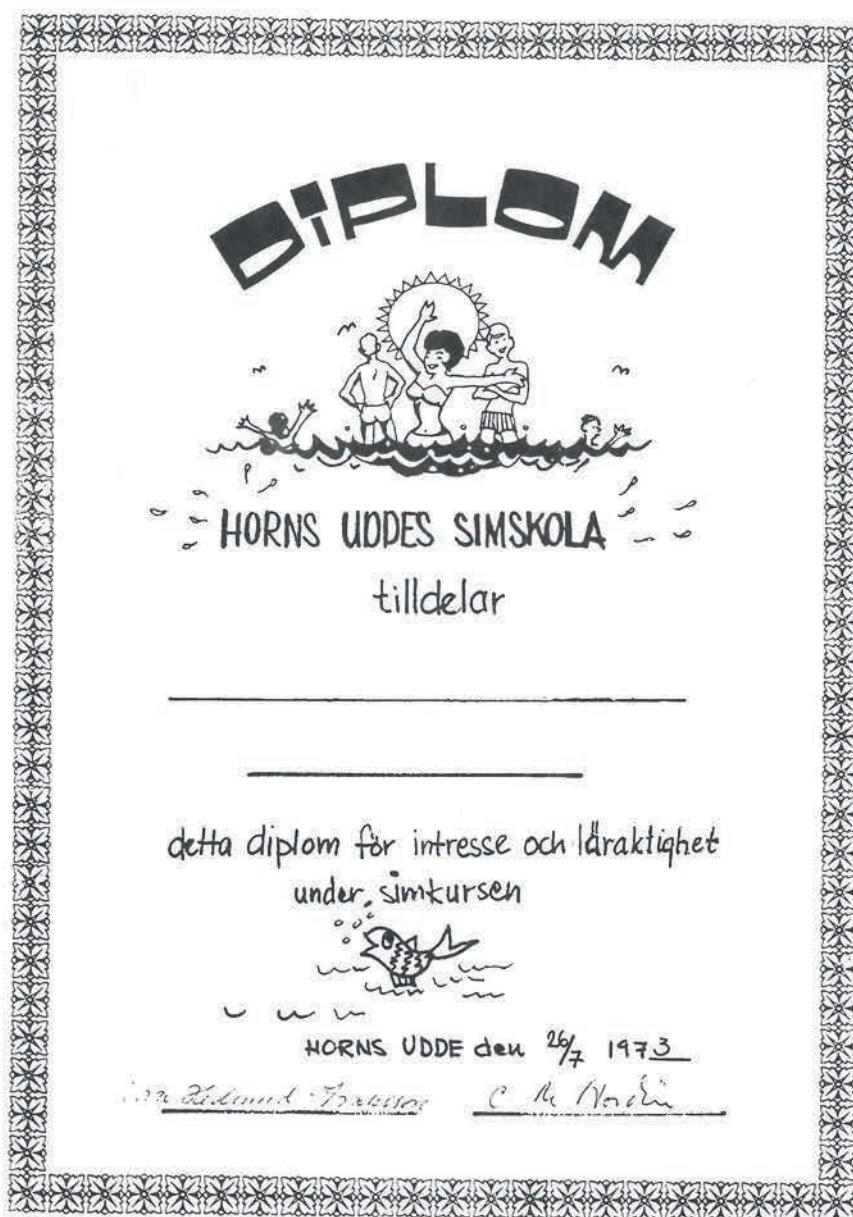 DiPLOM
HORNS UDDES SIMSKOLA
tilldelar
detta diplom för intresse och läraktighet
under simkursen
HORNS UDDE den 26/7 1973
C M Nordin